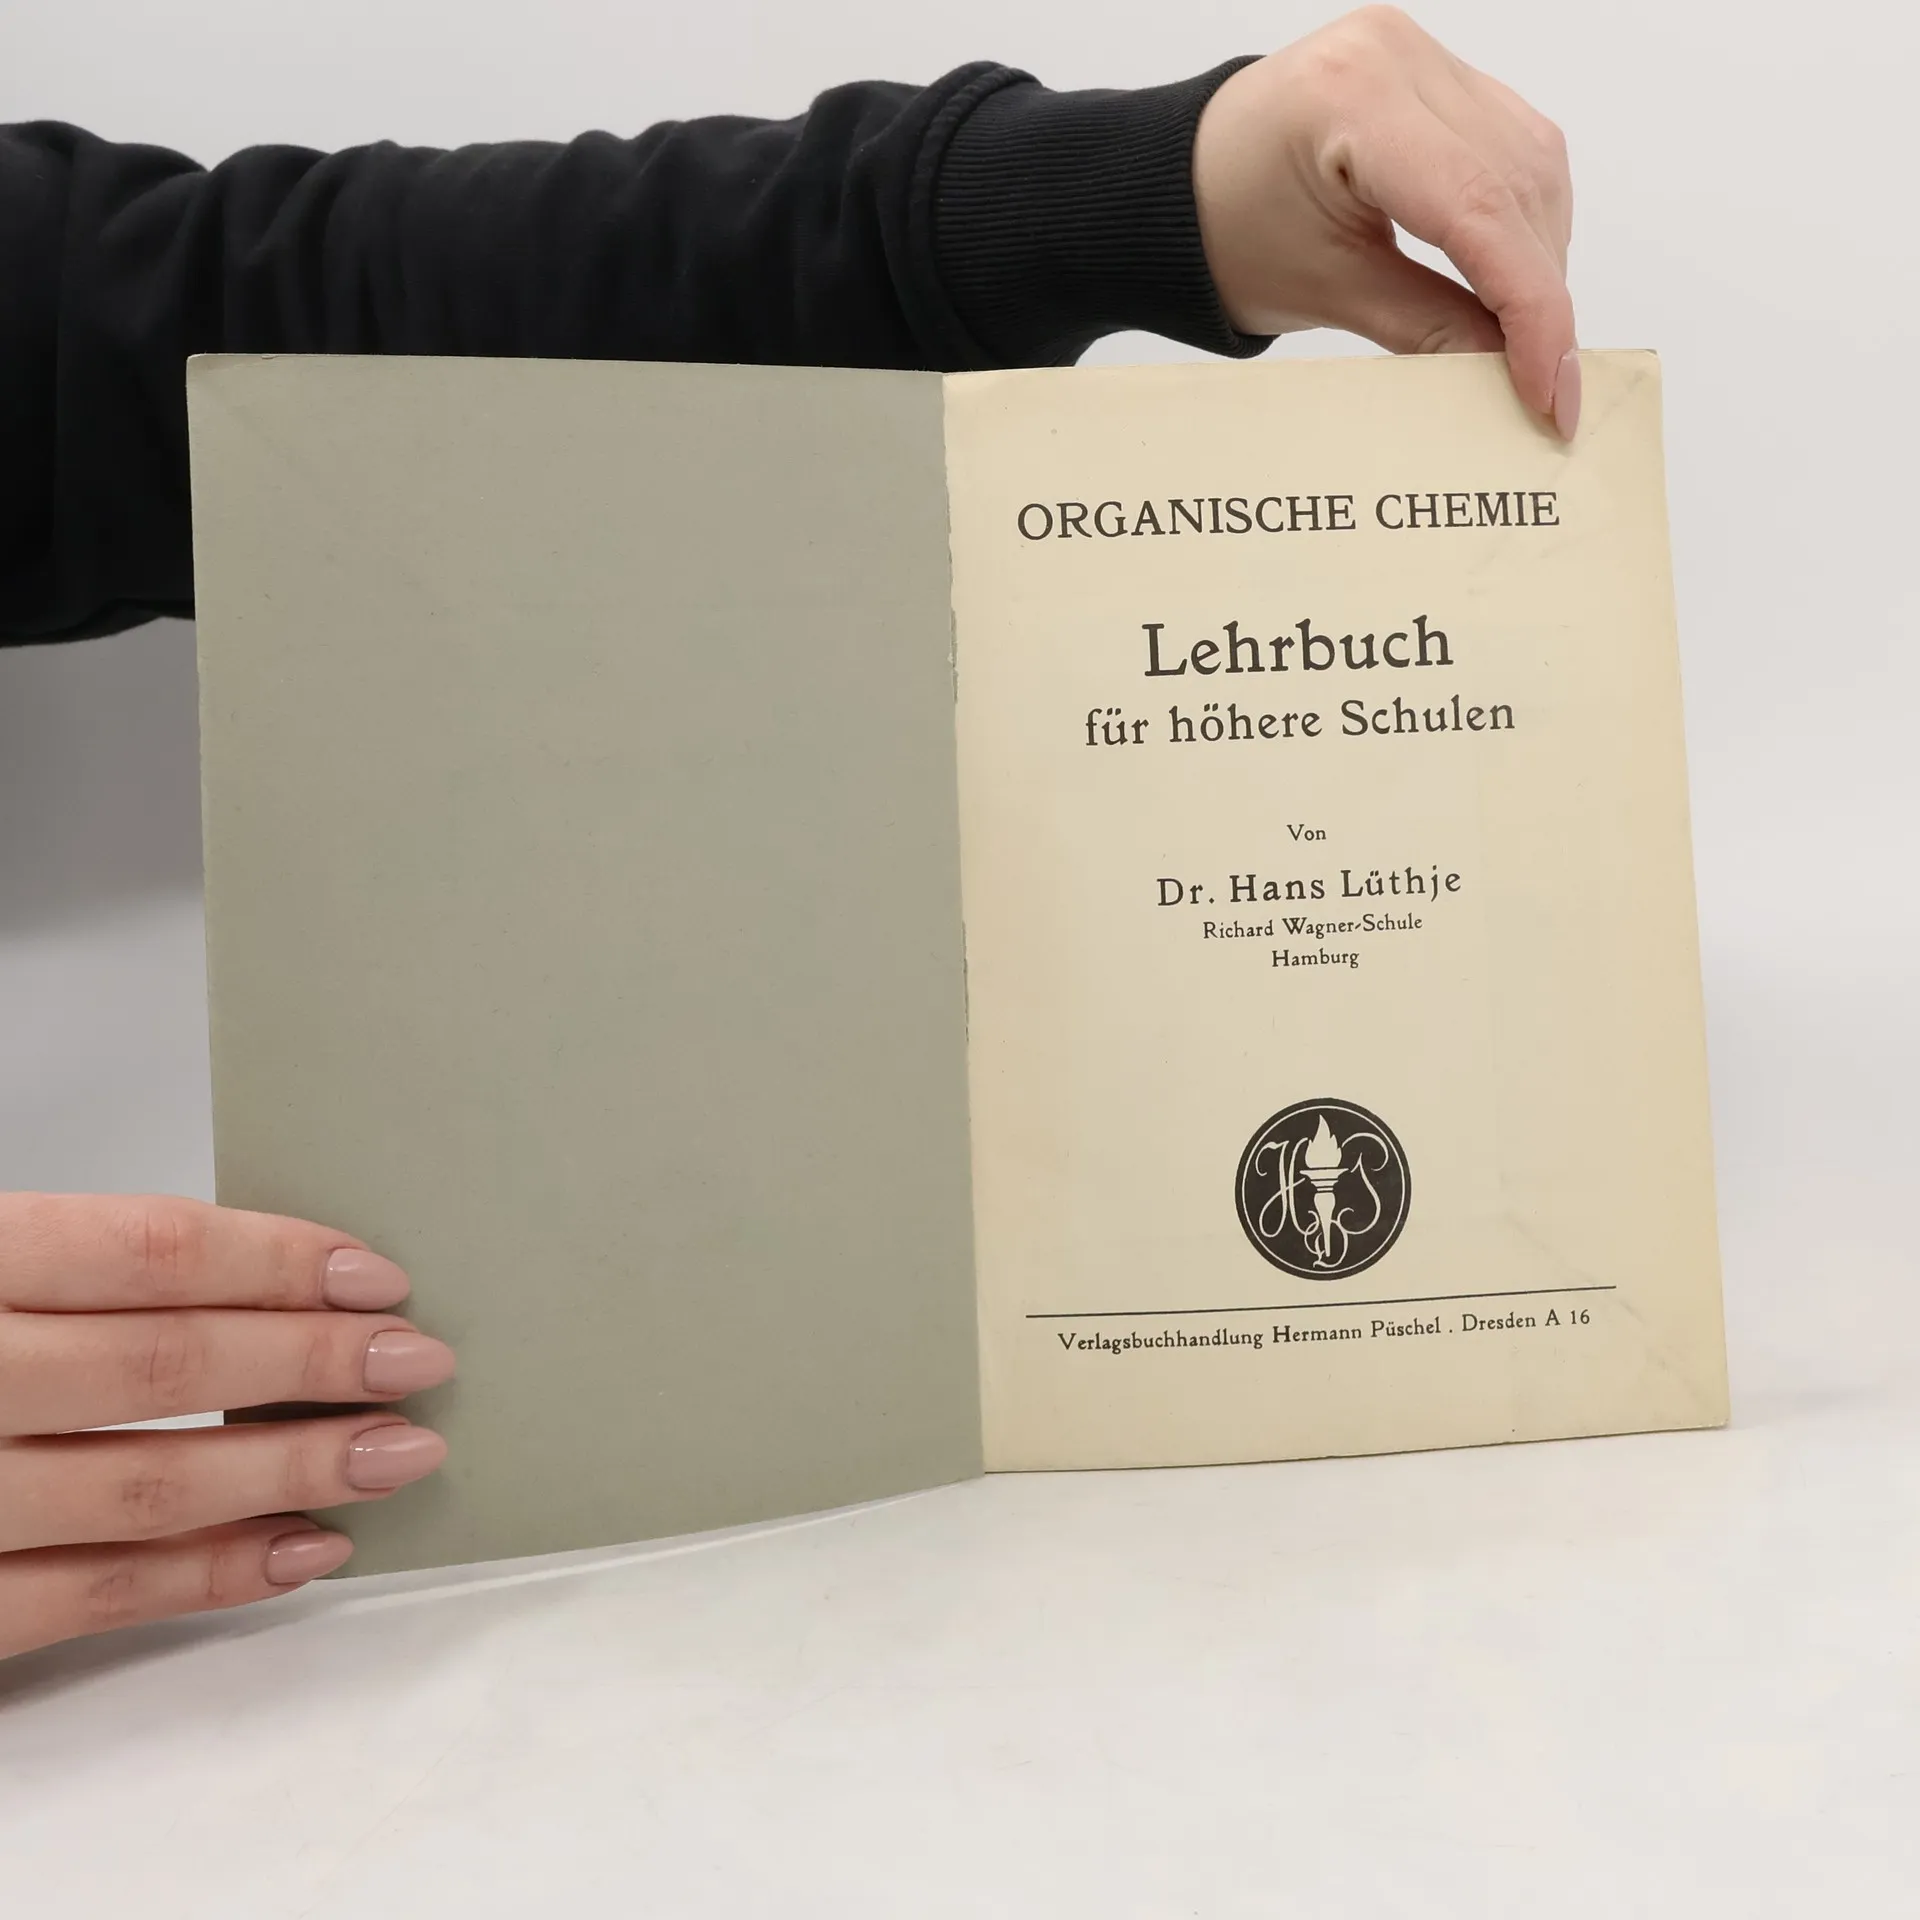 ORGANISCHE CHEMIE
Lehrbuch
für höhere Schulen
Von
Dr. Hans Lüthje
Richard Wagner-Schule
Hamburg
Verlagsbuchhandlung Hermann Püschel . Dresden A 16